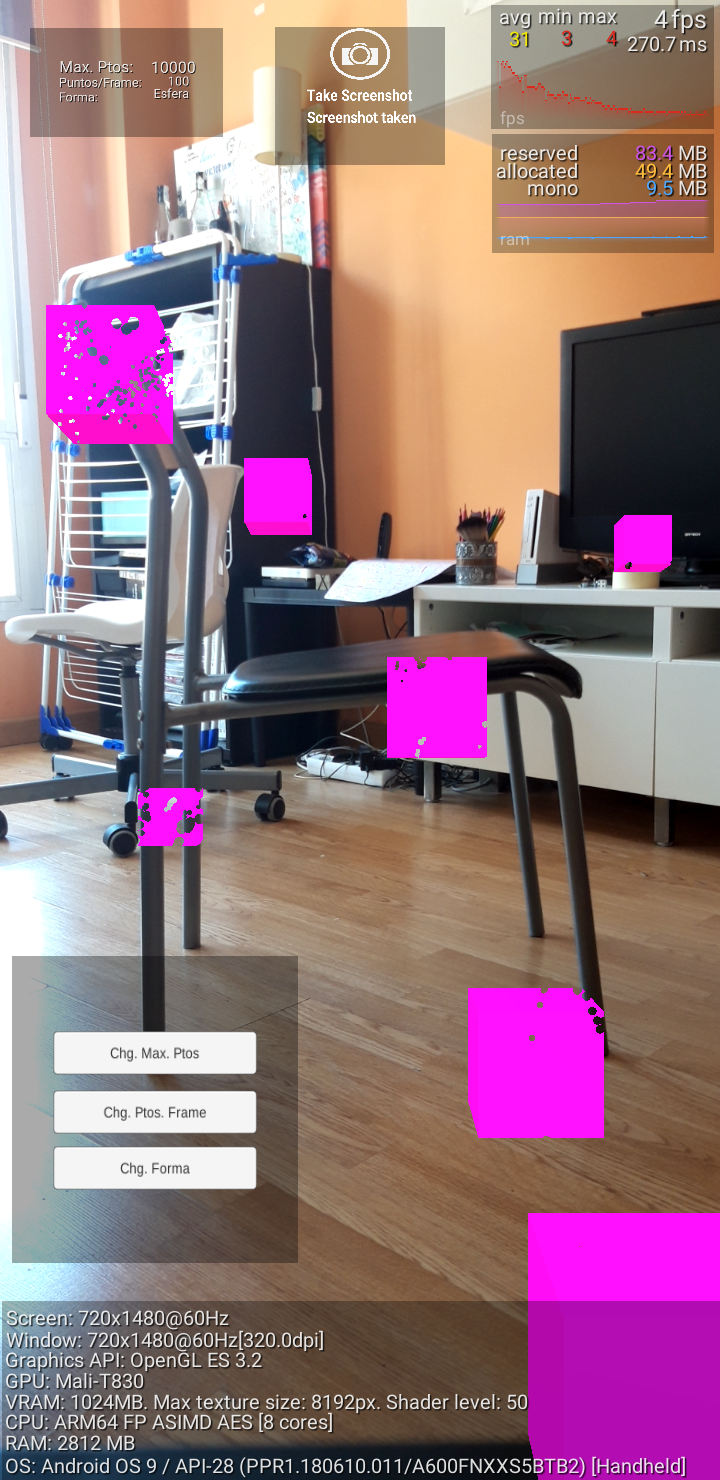 Max. Ptos: 10000
Puntos/Frame: 100
Forma: Esfera
Take Screenshot
Screenshot taken
avg min max 4 fps
31 3 4 270.7 ms
fps
reserved 83.4 MB
allocated 49.4 MB
mono 9.5 MB
ram
Chg. Max. Ptos
Chg. Ptos. Frame
Chg. Forma
Screen: 720x1480@60Hz
Window: 720x1480@60Hz[320.0dpi]
Graphics API: OpenGL ES 3.2
GPU: Mali-T830
VRAM: 1024MB. Max texture size: 8192px. Shader level: 50
CPU: ARM64 FP ASIMD AES [8 cores]
RAM: 2812 MB
OS: Android OS 9 / API-28 (PPR1.180610.011/A600FNXXS5BTB2) [Handheld]